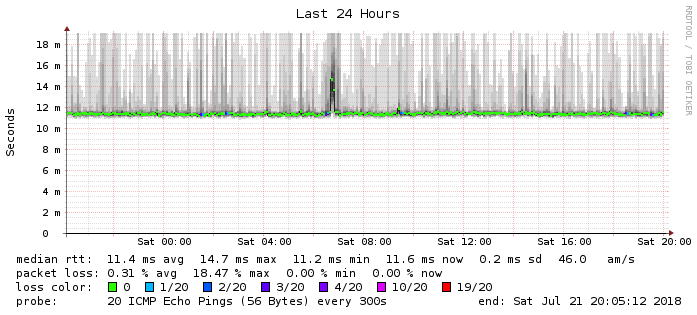 Last 24 Hours
RRDTOOL / TOBI OETIKER
Seconds
18 m
16 m
14 m
12 m
10 m
8 m
6 m
4 m
2 m
0
Sat 00:00 Sat 04:00 Sat 08:00 Sat 12:00 Sat 16:00 Sat 20:00
median rtt: 11.4 ms avg 14.7 ms max 11.2 ms min 11.6 ms now 0.2 ms sd 46.0 am/s
packet loss: 0.31 % avg 18.47 % max 0.00 % min 0.00 % now
loss color: 0 1/20 2/20 3/20 4/20 10/20 19/20
probe: 20 ICMP Echo Pings (56 Bytes) every 300s end: Sat Jul 21 20:05:12 2018